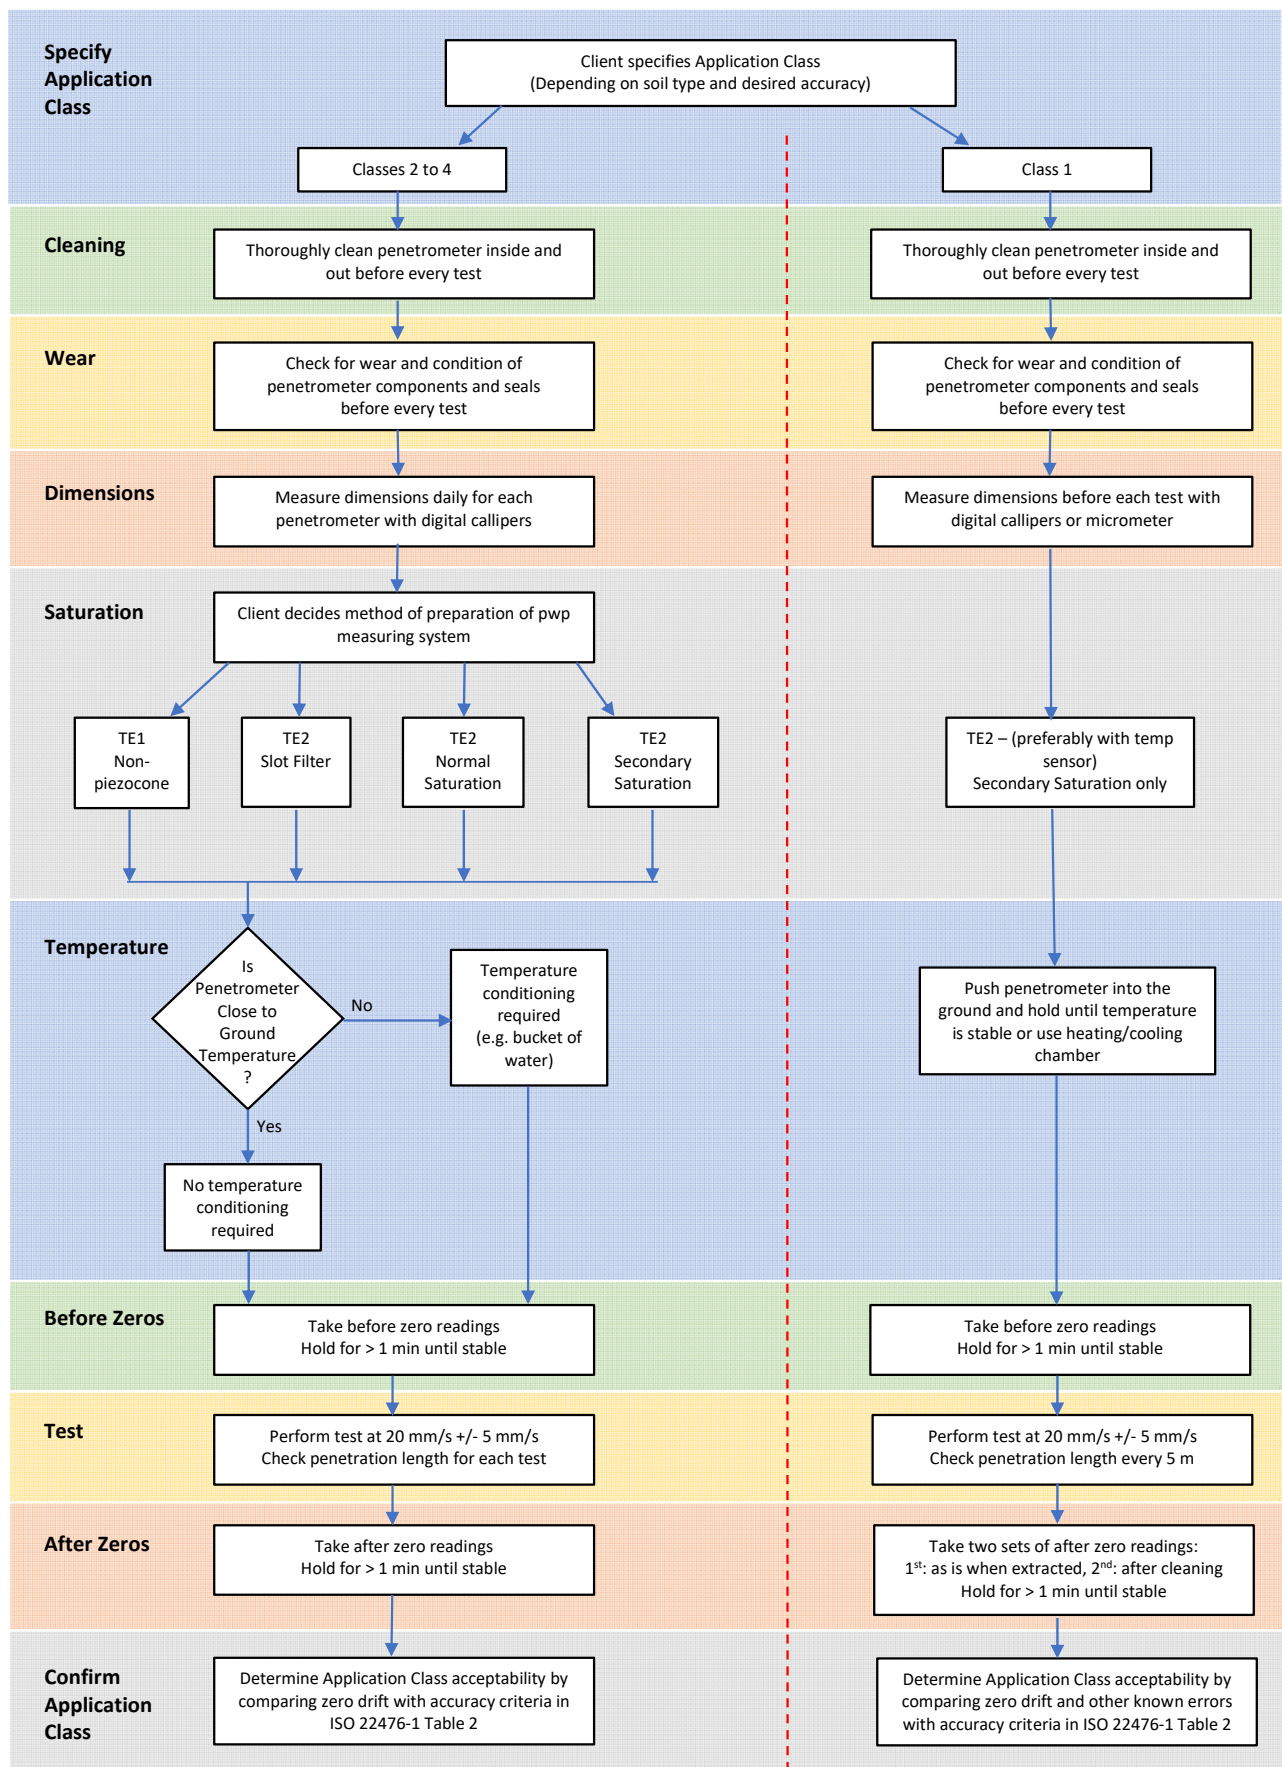 Specify
Application
Class
Client specifies Application Class
(Depending on soil type and desired accuracy)
Classes 2 to 4
Class 1
Cleaning
Thoroughly clean penetrometer inside and
out before every test
Thoroughly clean penetrometer inside and
out before every test
Wear
Check for wear and condition of
penetrometer components and seals
before every test
Check for wear and condition of
penetrometer components and seals
before every test
Dimensions
Measure dimensions daily for each
penetrometer with digital callipers
Measure dimensions before each test with
digital callipers or micrometer
Saturation
Client decides method of preparation of pwp
measuring system
TE1
Non-
piezocone
TE2
Slot Filter
TE2
Normal
Saturation
TE2
Secondary
Saturation
TE2 – (preferably with temp
sensor)
Secondary Saturation only
Temperature
Is
Penetrometer
Close to
Ground
Temperature
?
No
Yes
Temperature
conditioning
required
(e.g. bucket of
water)
No temperature
conditioning
required
Push penetrometer into the
ground and hold until temperature
is stable or use heating/cooling
chamber
Before Zeros
Take before zero readings
Hold for > 1 min until stable
Take before zero readings
Hold for > 1 min until stable
Test
Perform test at 20 mm/s +/- 5 mm/s
Check penetration length for each test
Perform test at 20 mm/s +/- 5 mm/s
Check penetration length every 5 m
After Zeros
Take after zero readings
Hold for > 1 min until stable
Take two sets of after zero readings:
1st: as is when extracted, 2nd: after cleaning
Hold for > 1 min until stable
Confirm
Application
Class
Determine Application Class acceptability by
comparing zero drift with accuracy criteria in
ISO 22476-1 Table 2
Determine Application Class acceptability by
comparing zero drift and other known errors
with accuracy criteria in ISO 22476-1 Table 2